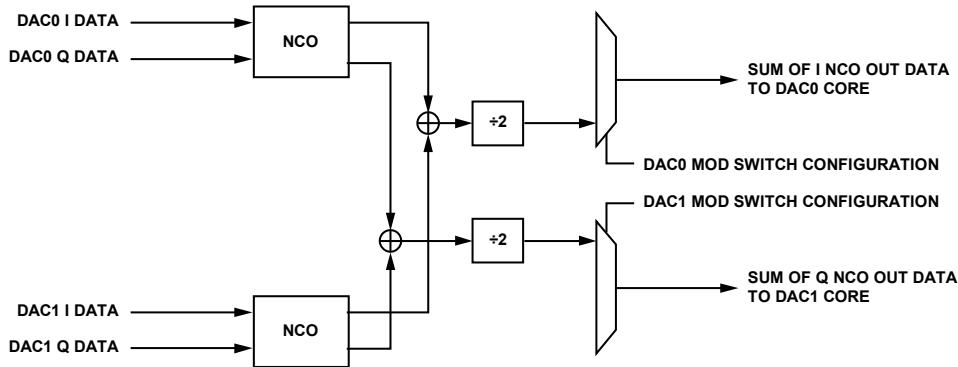 DAC0 I DATA
DAC0 Q DATA
NCO
÷2
SUM OF I NCO OUT DATA
TO DAC0 CORE
DAC0 MOD SWITCH CONFIGURATION
DAC1 MOD SWITCH CONFIGURATION
÷2
SUM OF Q NCO OUT DATA
TO DAC1 CORE
DAC1 I DATA
DAC1 Q DATA
NCO